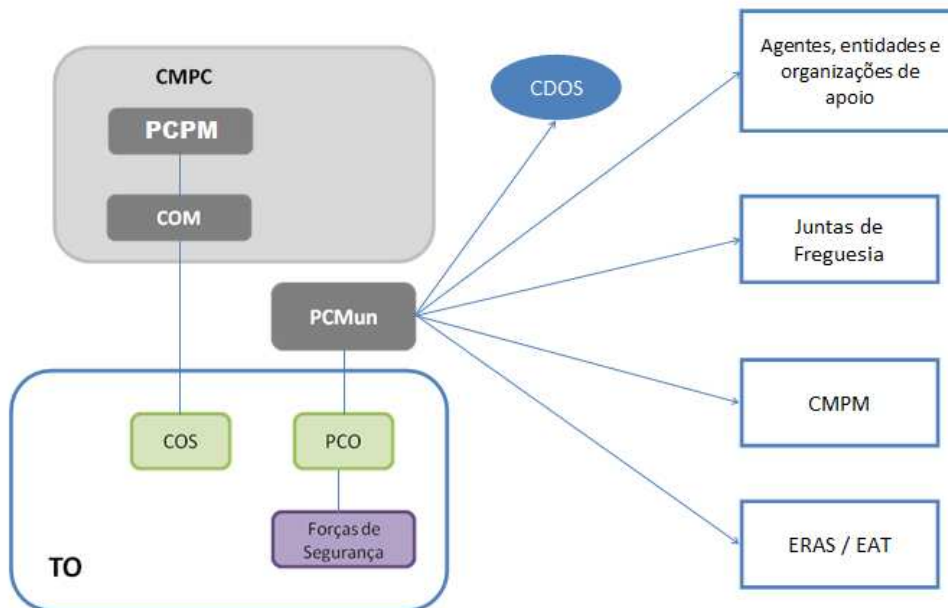 CMPC
PCPM
COM
PCMun
COS
PCO
Forças de
Segurança
TO
CDOS
Agentes, entidades e
organizações de
apoio
Juntas de
Freguesia
CMPM
ERAS / EAT